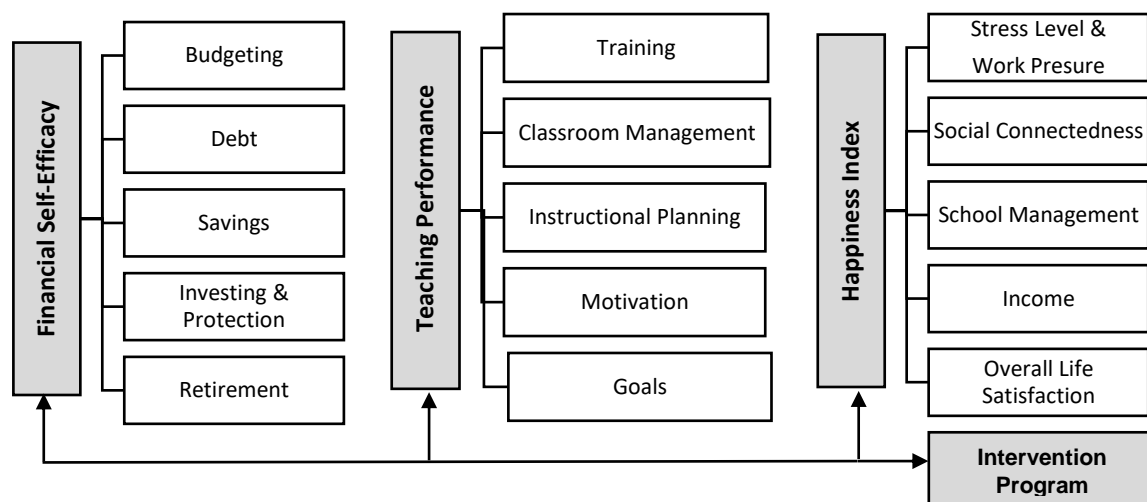 Financial Self-Efficacy
Budgeting
Debt
Savings
Investing &
Protection
Retirement
Teaching Performance
Training
Classroom Management
Instructional Planning
Motivation
Goals
Happiness Index
Stress Level &
Work Presure
Social Connectedness
School Management
Income
Overall Life
Satisfaction
Intervention
Program